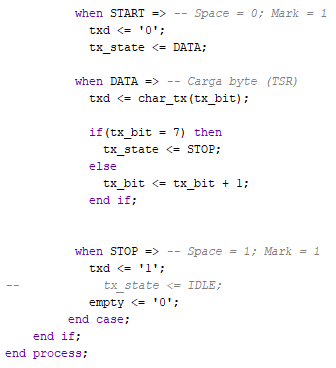 when START => -- Space = 0; Mark = 1
txd <= '0';
tx_state <= DATA;
when DATA => -- Carga byte (TSR)
txd <= char_tx(tx_bit);
if(tx_bit = 7) then
tx_state <= STOP;
else
tx_bit <= tx_bit + 1;
end if;
when STOP => -- Space = 1; Mark = 1
txd <= '1';
-- tx_state <= IDLE;
empty <= '0';
end case;
end if;
end process;